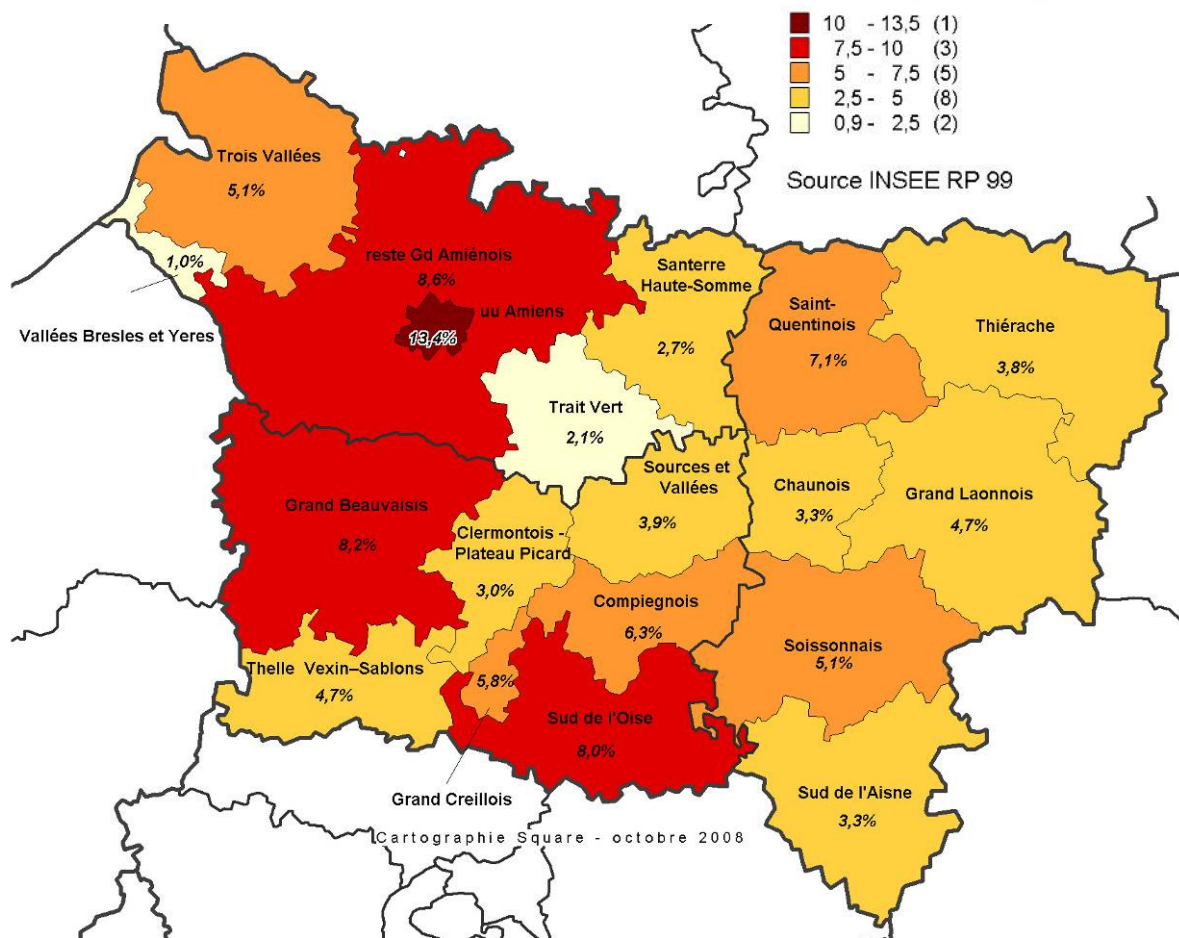 10 - 13,5 (1)
7,5 - 10 (3)
5 - 7,5 (5)
2,5 - 5 (8)
0,9 - 2,5 (2)
Source INSEE RP 99
Trois Vallées
5,1%
1,0%
Vallées Bresles et Yeres
reste Gd Amiénois
8,6%
uu Amiens
13,4%
Santerre
Haute-Somme
2,7%
Saint-
Quentinois
7,1%
Thiérache
3,8%
Trait Vert
2,1%
Grand Beauvaisis
8,2%
Clermontois -
Plateau Picard
3,0%
Sources et
Vallées
3,9%
Chaunois
3,3%
Grand Laonnois
4,7%
Compiegnois
6,3%
Soissonnais
5,1%
Thelle Vexin–Sablons
4,7%
5,8%
Grand Creillois
Sud de l'Oise
8,0%
Sud de l'Aisne
3,3%
Cartographie Square - octobre 2008